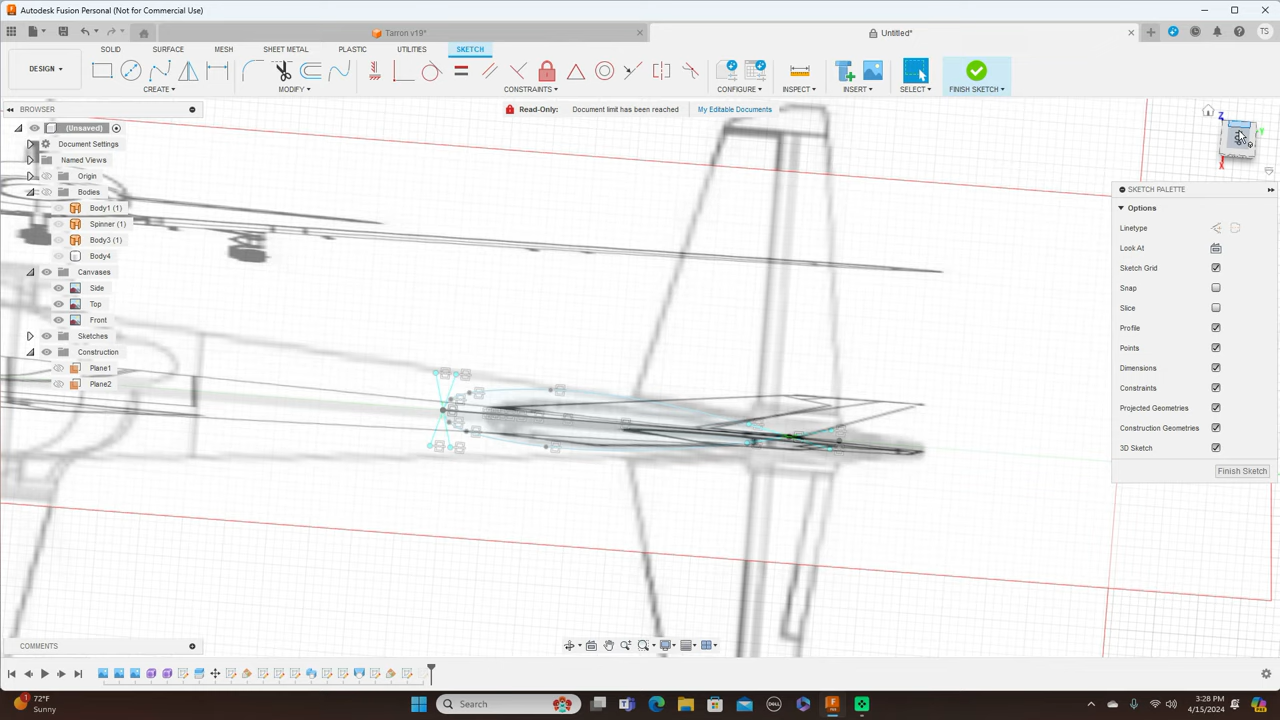 Autodesk Fusion Personal (Not for Commercial Use)
Tarron v19*
Untitled*
TS
DESIGN
SOLID
SURFACE
MESH
SHEET METAL
PLASTIC
UTILITIES
SKETCH
CREATE
MODIFY
CONSTRAINTS
CONFIGURE
INSPECT
INSERT
SELECT
FINISH SKETCH
BROWSER
Read-Only:
Document limit has been reached
My Editable Documents
(Unsaved)
Document Settings
Named Views
Origin
Bodies
Body1 (1)
Spinner (1)
Body3 (1)
Body4
Canvases
Side
Top
Front
Sketches
Construction
Plane1
Plane2
Z
Y
X
SKETCH PALETTE
Options
Linetype
Look At
Sketch Grid
Snap
Slice
Profile
Points
Dimensions
Constraints
Projected Geometries
Construction Geometries
3D Sketch
Finish Sketch
COMMENTS
72°F
Sunny
Search
3:28 PM
4/15/2024